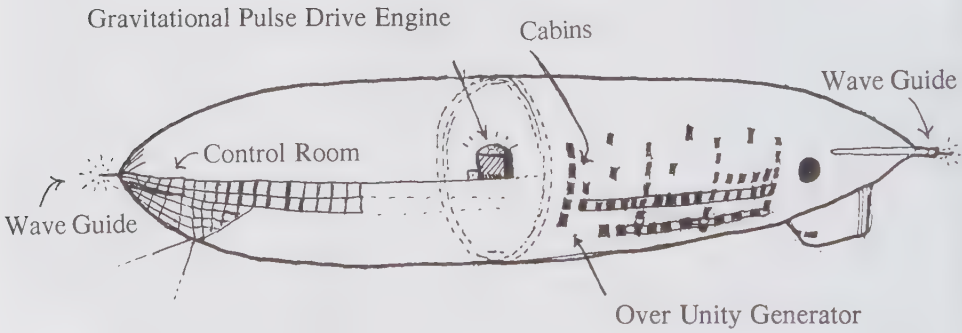 Gravitational Pulse Drive Engine
Cabins
Wave Guide
Control Room
Wave Guide
Over Unity Generator